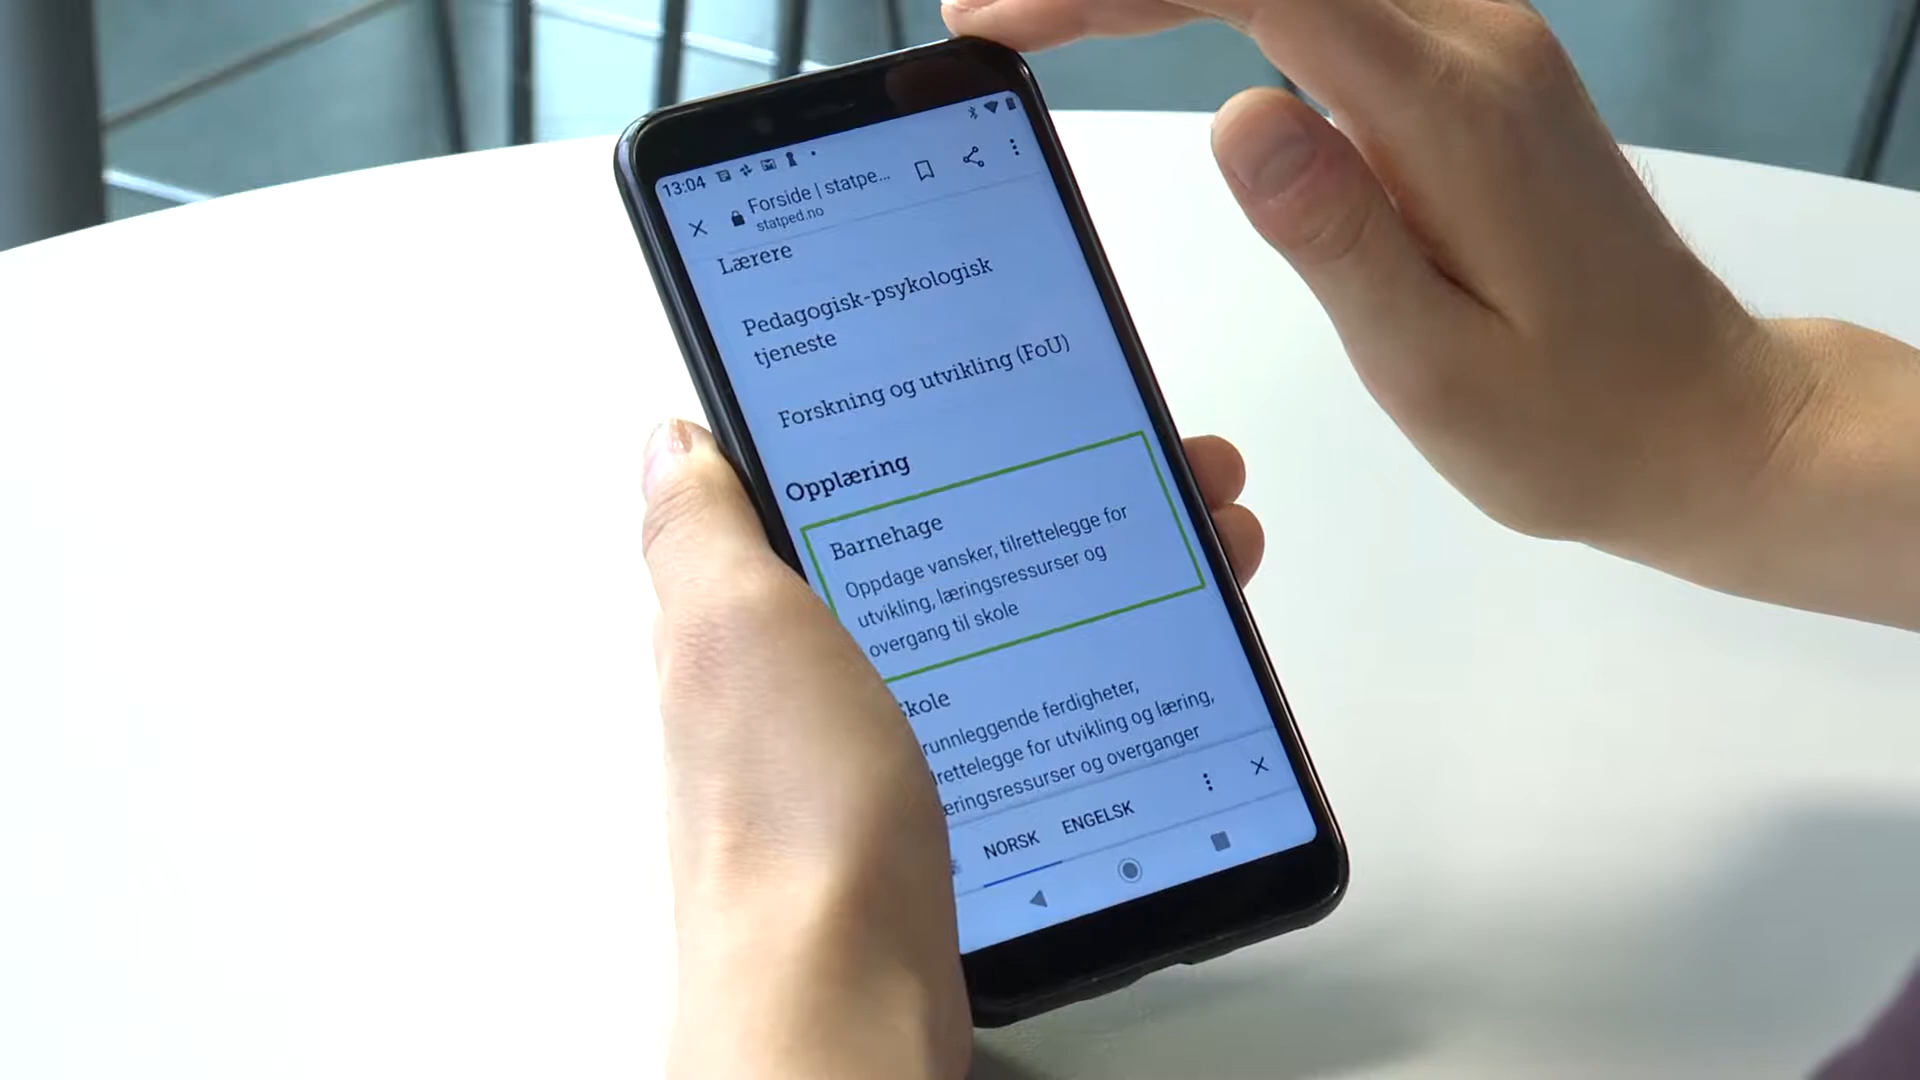 13:04
Forside | statpe...
statped.no
Lærere
Pedagogisk-psykologisk
tjeneste
Forskning og utvikling (FoU)
Opplæring
Barnehage
Oppdage vansker, tilrettelegge for
utvikling, læringsressurser og
overgang til skole
kole
runnleggende ferdigheter,
lrettelegge for utvikling og læring,
eringsressurser og overganger
NORSK ENGELSK